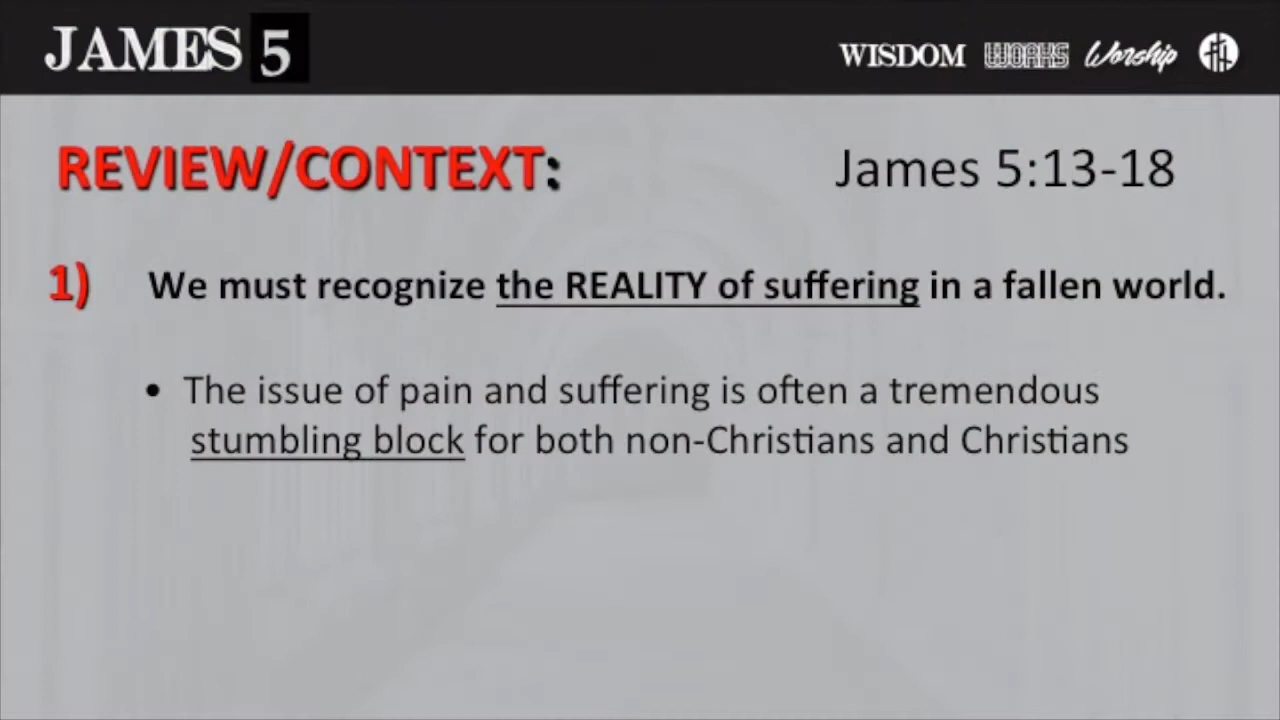 JAMES 5
WISDOM WORKS Worship
REVIEW/CONTEXT: James 5:13-18
1) We must recognize the REALITY of suffering in a fallen world.
• The issue of pain and suffering is often a tremendous
stumbling block for both non-Christians and Christians